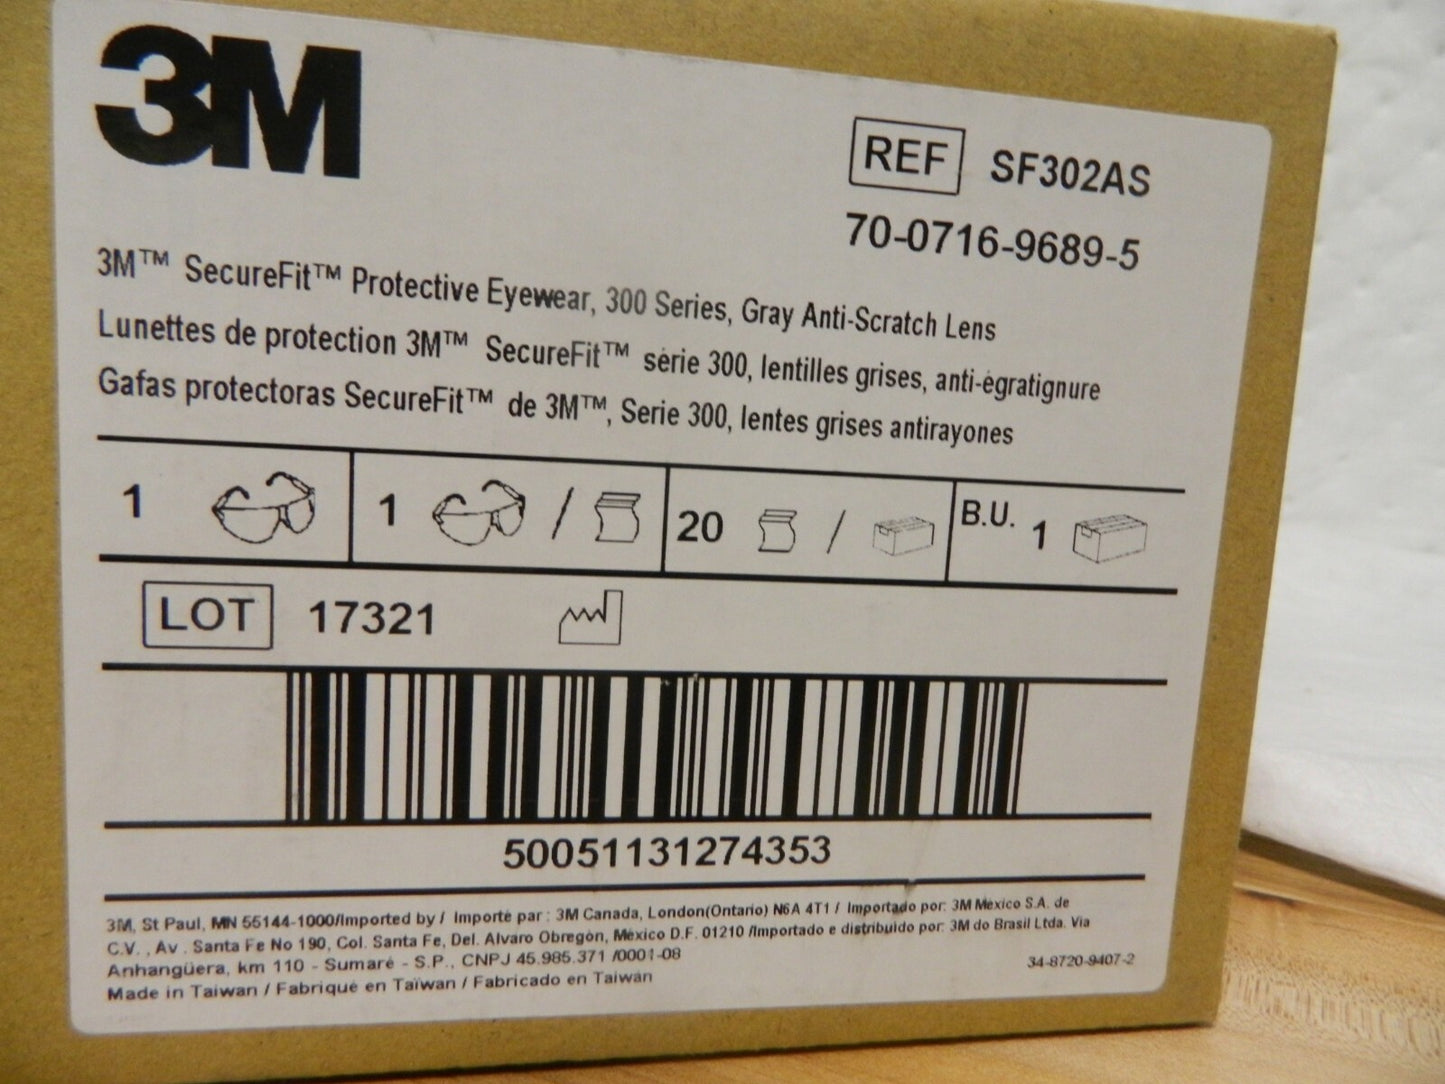 3M
REF SF302AS
70-0716-9689-5
3M™ SecureFit™ Protective Eyewear, 300 Series, Gray Anti-Scratch Lens
Lunettes de protection 3M™ SecureFit™ série 300, lentilles grises, anti-égratignure
Gafas protectoras SecureFit™ de 3M™, Serie 300, lentes grises antirayones
1 1 / 20 / B.U. 1
LOT 17321
50051131274353
3M, St Paul, MN 55144-1000/Imported by / Importé par : 3M Canada, London(Ontario) N6A 4T1 / Importado por: 3M México S.A. de
C.V. , Av . Santa Fe No 190, Col. Santa Fe, Del. Alvaro Obregón, México D.F. 01210 /Importado e distribuido por: 3M do Brasil Ltda. Via
Anhangüera, km 110 - Sumaré - S.P., CNPJ 45.985.371 /0001-08
34-8720-9407-2
Made in Taiwan / Fabriqué en Taïwan / Fabricado en Taiwán